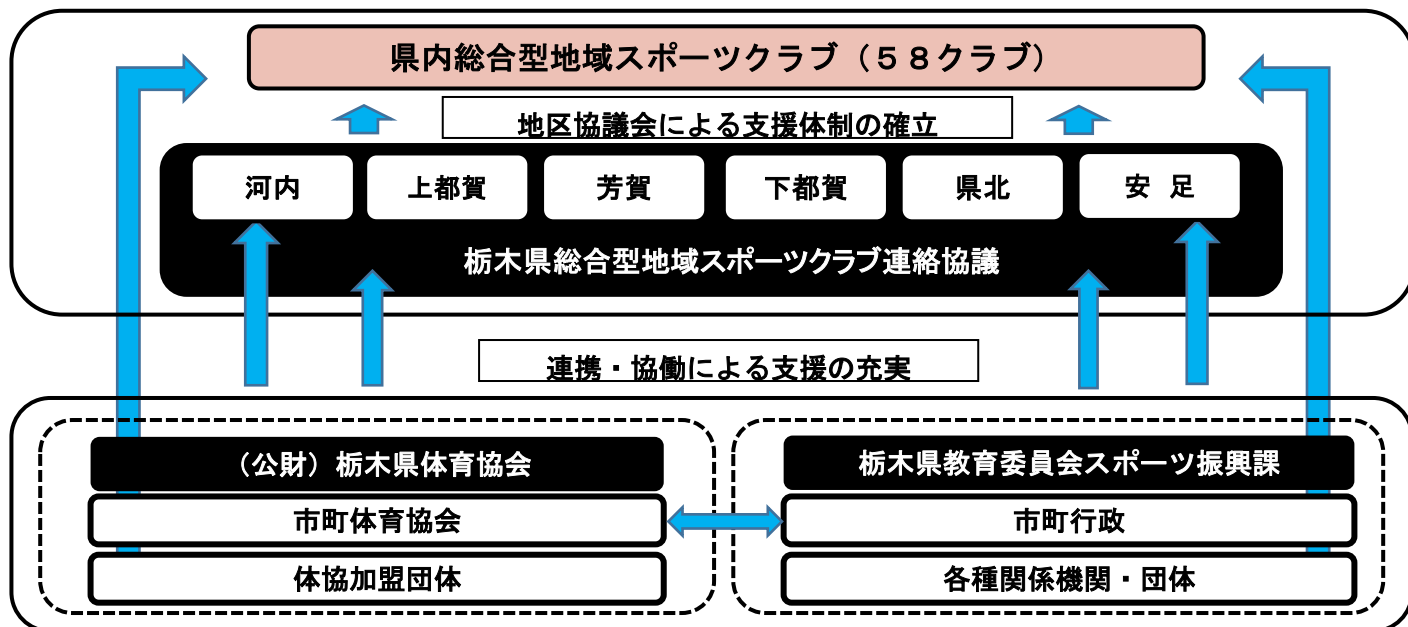 県内総合型地域スポーツクラブ（５８クラブ）
地区協議会による支援体制の確立
河内
上都賀
芳賀
下都賀
県北
安 足
栃木県総合型地域スポーツクラブ連絡協議
連携・協働による支援の充実
（公財）栃木県体育協会
市町体育協会
体協加盟団体
栃木県教育委員会スポーツ振興課
市町行政
各種関係機関・団体